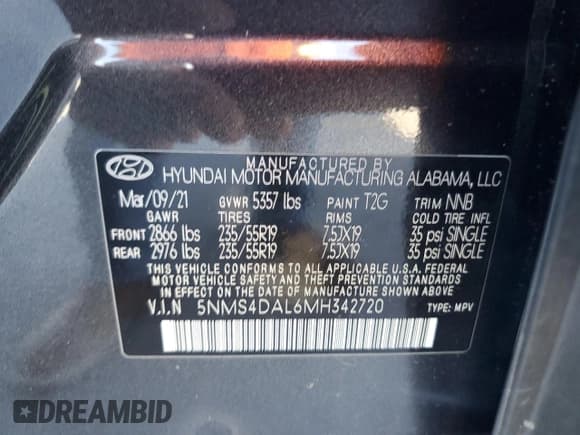 MANUFACTURED BY
HYUNDAI MOTOR MANUFACTURING ALABAMA, LLC
Mar/09/21 GVWR 5357 lbs PAINT T2G TRIM NNB
GAWR TIRES RIMS COLD TIRE INFL
FRONT 2866 lbs 235/55R19 7.5JX19 35 psi SINGLE
REAR 2976 lbs 235/55R19 7.5JX19 35 psi SINGLE
THIS VEHICLE CONFORMS TO ALL APPLICABLE U.S.A. FEDERAL
MOTOR VEHICLE SAFETY AND THEFT PREVENTION STANDARDS
IN EFFECT ON THE DATE OF MANUFACTURE SHOWN ABOVE.
V.I.N 5NMS4DAL6MH342720 TYPE: MPV
DREAMBID